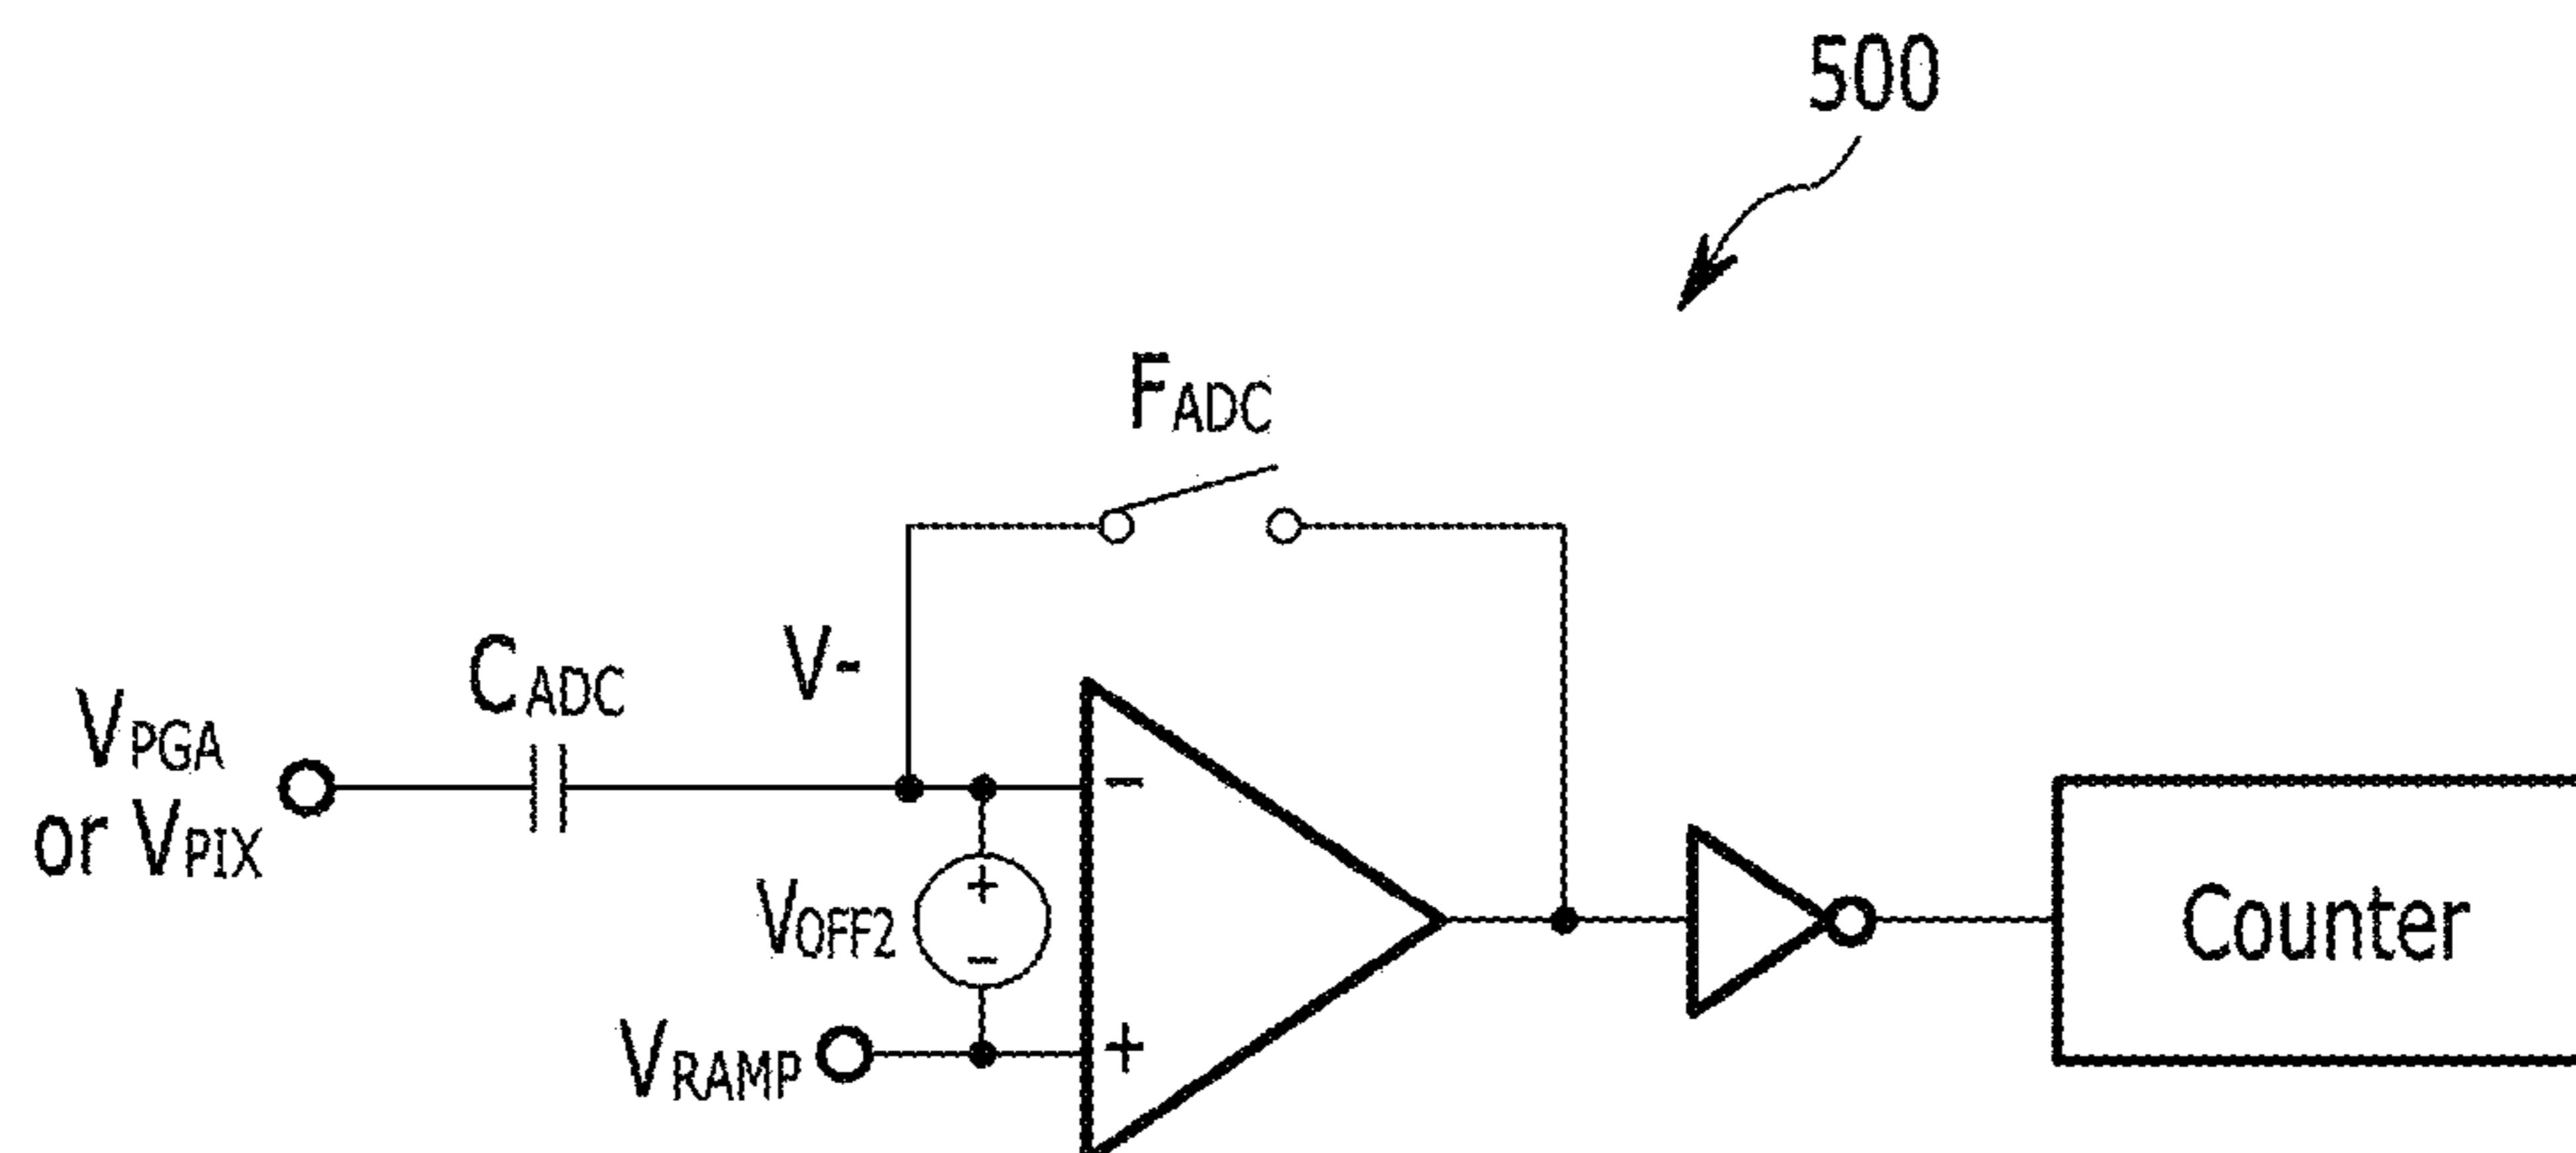 500
FADC
CADC
V-
VPGA
or VPIX
VOFF2
+
-
-
+
VRAMP
Counter